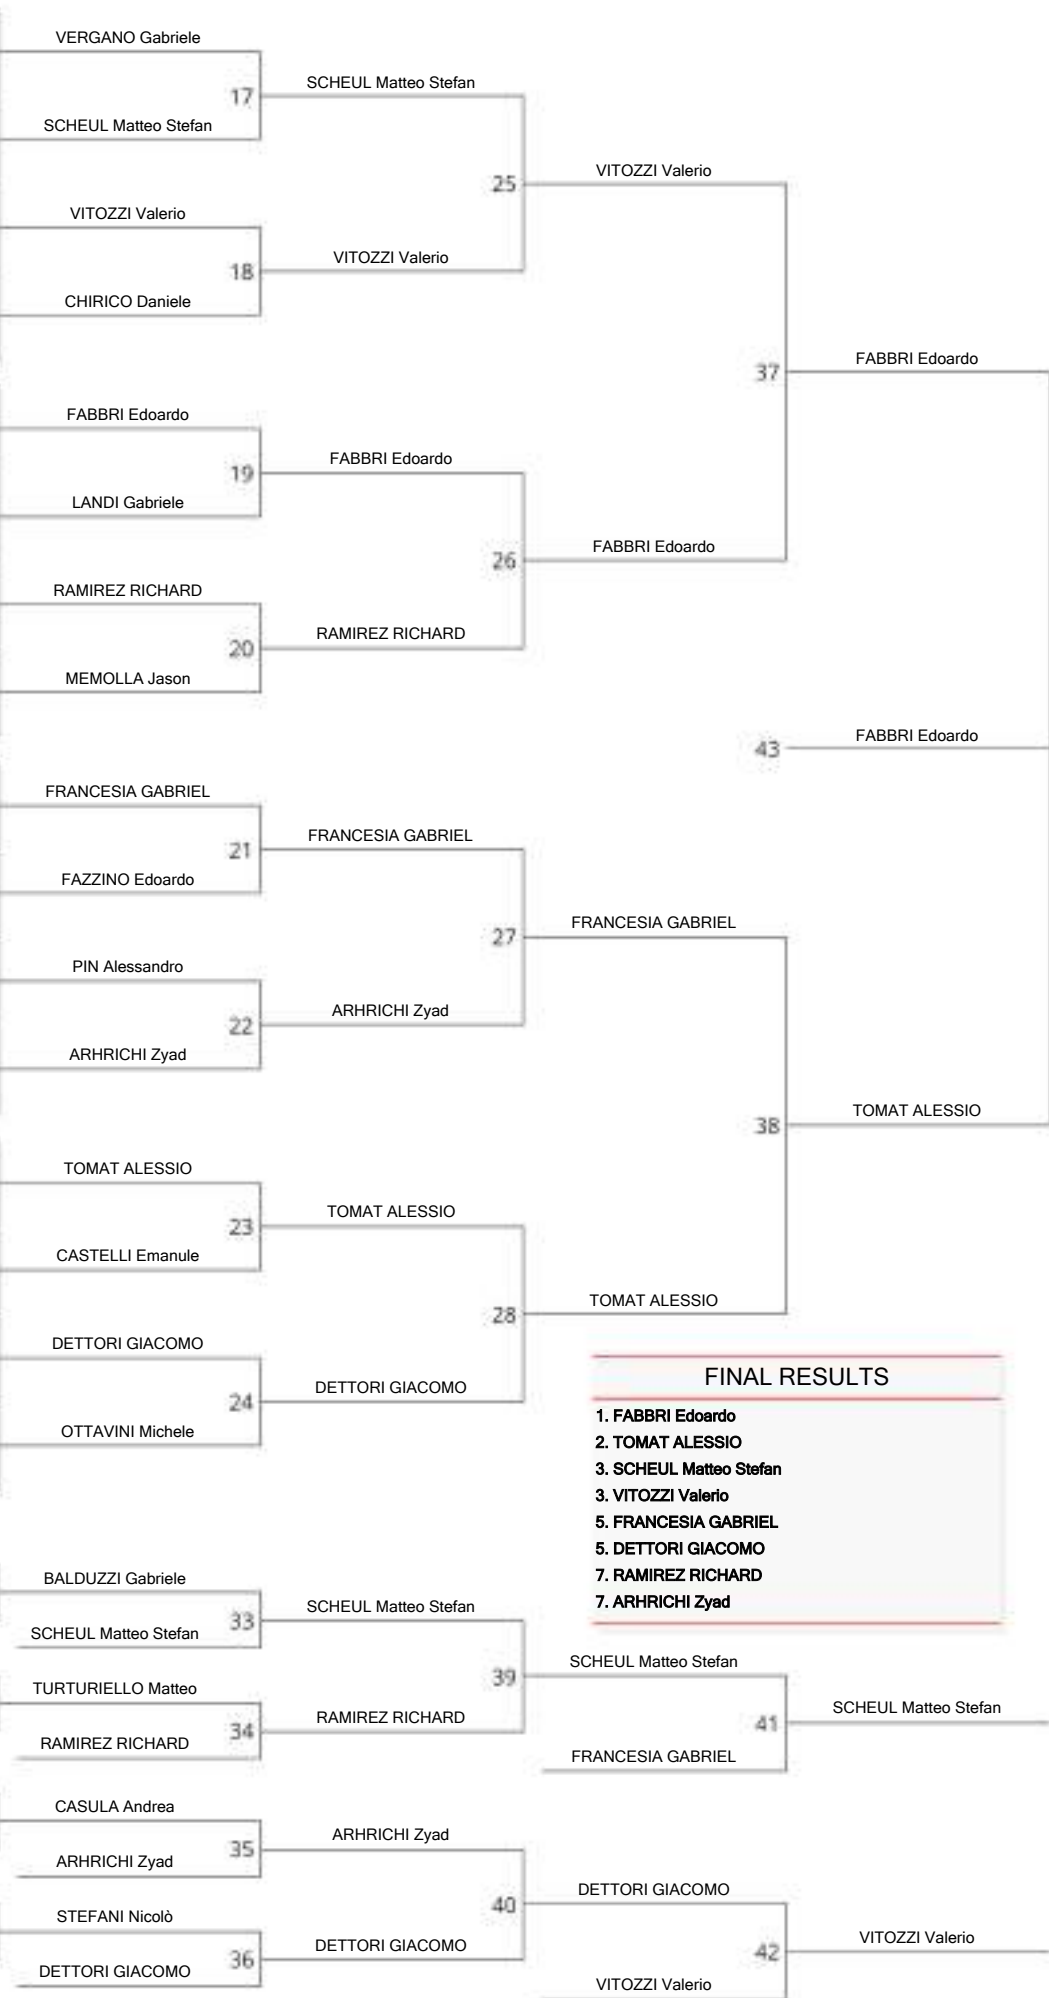 VERGANO Gabriele
17
SCHEUL Matteo Stefan
SCHEUL Matteo Stefan
25
VITOZZI Valerio
VITOZZI Valerio
18
VITOZZI Valerio
CHIRICO Daniele
37
FABBRI Edoardo
FABBRI Edoardo
19
FABBRI Edoardo
LANDI Gabriele
26
FABBRI Edoardo
RAMIREZ RICHARD
20
RAMIREZ RICHARD
MEMOLLA Jason
43
FABBRI Edoardo
FRANCESIA GABRIEL
21
FRANCESIA GABRIEL
FAZZINO Edoardo
27
FRANCESIA GABRIEL
PIN Alessandro
22
ARHRICHI Zyad
ARHRICHI Zyad
38
TOMAT ALESSIO
TOMAT ALESSIO
23
TOMAT ALESSIO
CASTELLI Emanule
28
TOMAT ALESSIO
DETTORI GIACOMO
24
DETTORI GIACOMO
OTTAVINI Michele
FINAL RESULTS
1. FABBRI Edoardo
2. TOMAT ALESSIO
3. SCHEUL Matteo Stefan
3. VITOZZI Valerio
5. FRANCESIA GABRIEL
5. DETTORI GIACOMO
7. RAMIREZ RICHARD
7. ARHRICHI Zyad
BALDUZZI Gabriele
33
SCHEUL Matteo Stefan
SCHEUL Matteo Stefan
39
SCHEUL Matteo Stefan
TURTURIELLO Matteo
34
RAMIREZ RICHARD
RAMIREZ RICHARD
41
SCHEUL Matteo Stefan
FRANCESIA GABRIEL
CASULA Andrea
35
ARHRICHI Zyad
ARHRICHI Zyad
40
DETTORI GIACOMO
STEFANI Nicolò
36
DETTORI GIACOMO
DETTORI GIACOMO
42
VITOZZI Valerio
VITOZZI Valerio